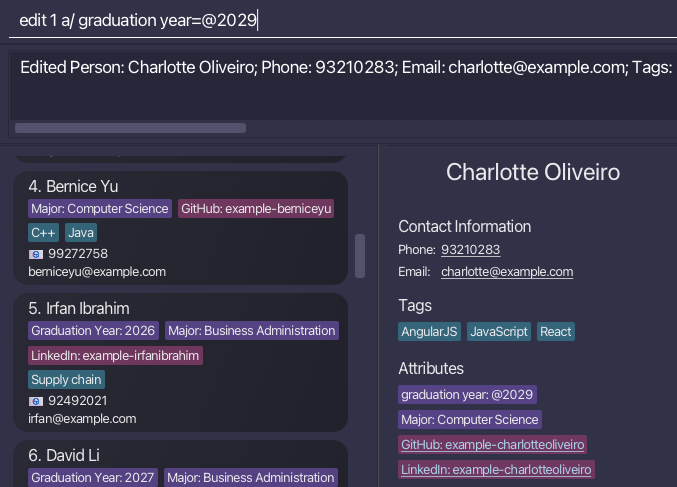 edit 1 a/ graduation year=@2029
Edited Person: Charlotte Oliveiro; Phone: 93210283; Email: charlotte@example.com; Tags:
4. Bernice Yu
Major: Computer Science GitHub: example-berniceyu
C++ Java
99272758
berniceyu@example.com
5. Irfan Ibrahim
Graduation Year: 2026 Major: Business Administration
LinkedIn: example-irfanibrahim
Supply chain
92492021
irfan@example.com
6. David Li
Graduation Year: 2027 Major: Business Administration
Charlotte Oliveiro
Contact Information
Phone: 93210283
Email: charlotte@example.com
Tags
AngularJS JavaScript React
Attributes
graduation year: @2029
Major: Computer Science
GitHub: example-charlotteoliveiro
LinkedIn: example-charlotteoliveiro